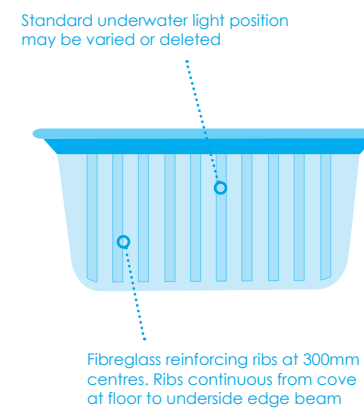 Standard underwater light position
may be varied or deleted
Fibreglass reinforcing ribs at 300mm
centres. Ribs continuous from cove
at floor to underside edge beam